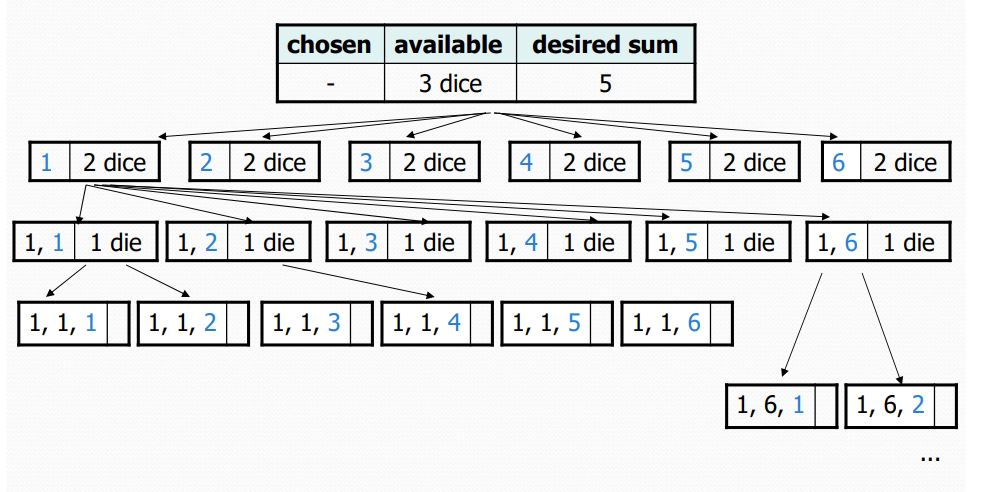 chosen available desired sum
- 3 dice 5
1 2 dice 2 2 dice 3 2 dice 4 2 dice 5 2 dice 6 2 dice
1, 1 1 die 1, 2 1 die 1, 3 1 die 1, 4 1 die 1, 5 1 die 1, 6 1 die
1, 1, 1 1, 1, 2 1, 1, 3 1, 1, 4 1, 1, 5 1, 1, 6
1, 6, 1 1, 6, 2
...